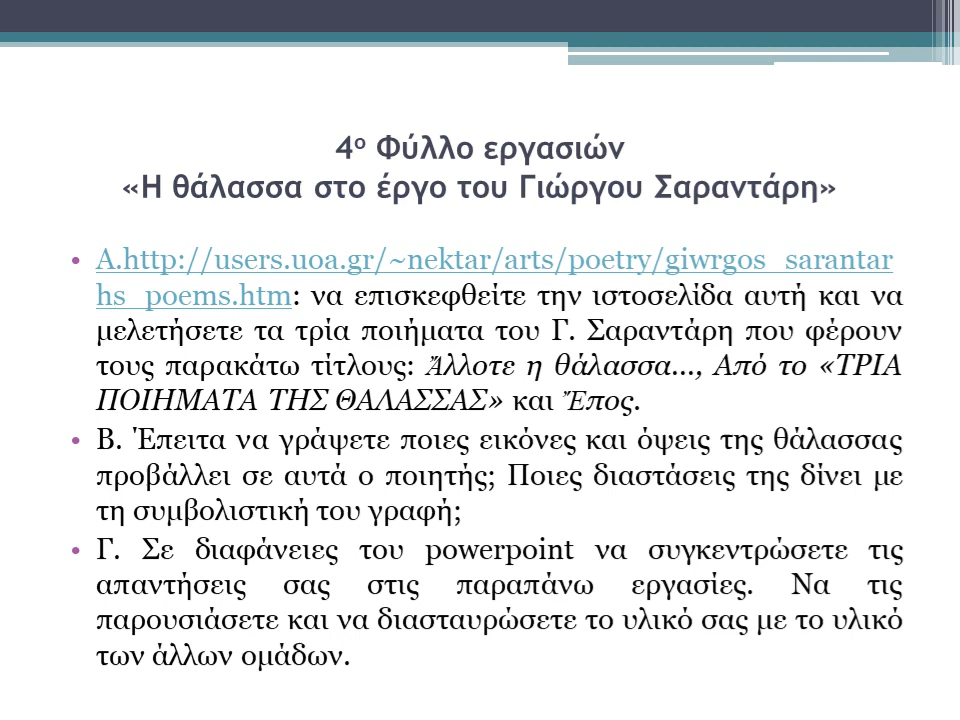 4ο Φύλλο εργασιών
«Η θάλασσα στο έργο του Γιώργου Σαραντάρη»
• Α.http://users.uoa.gr/~nektar/arts/poetry/giwrgos_sarantar
hs_poems.htm: να επισκεφθείτε την ιστοσελίδα αυτή και να
μελετήσετε τα τρία ποιήματα του Γ. Σαραντάρη που φέρουν
τους παρακάτω τίτλους: Ἄλλοτε η θάλασσα…, Από το «ΤΡΙΑ
ΠΟΙΗΜΑΤΑ ΤΗΣ ΘΑΛΑΣΣΑΣ» και Ἔπος.
• Β. Έπειτα να γράψετε ποιες εικόνες και όψεις της θάλασσας
προβάλλει σε αυτά ο ποιητής; Ποιες διαστάσεις της δίνει με
τη συμβολιστική του γραφή;
• Γ. Σε διαφάνειες του powerpoint να συγκεντρώσετε τις
απαντήσεις σας στις παραπάνω εργασίες. Να τις
παρουσιάσετε και να διασταυρώσετε το υλικό σας με το υλικό
των άλλων ομάδων.